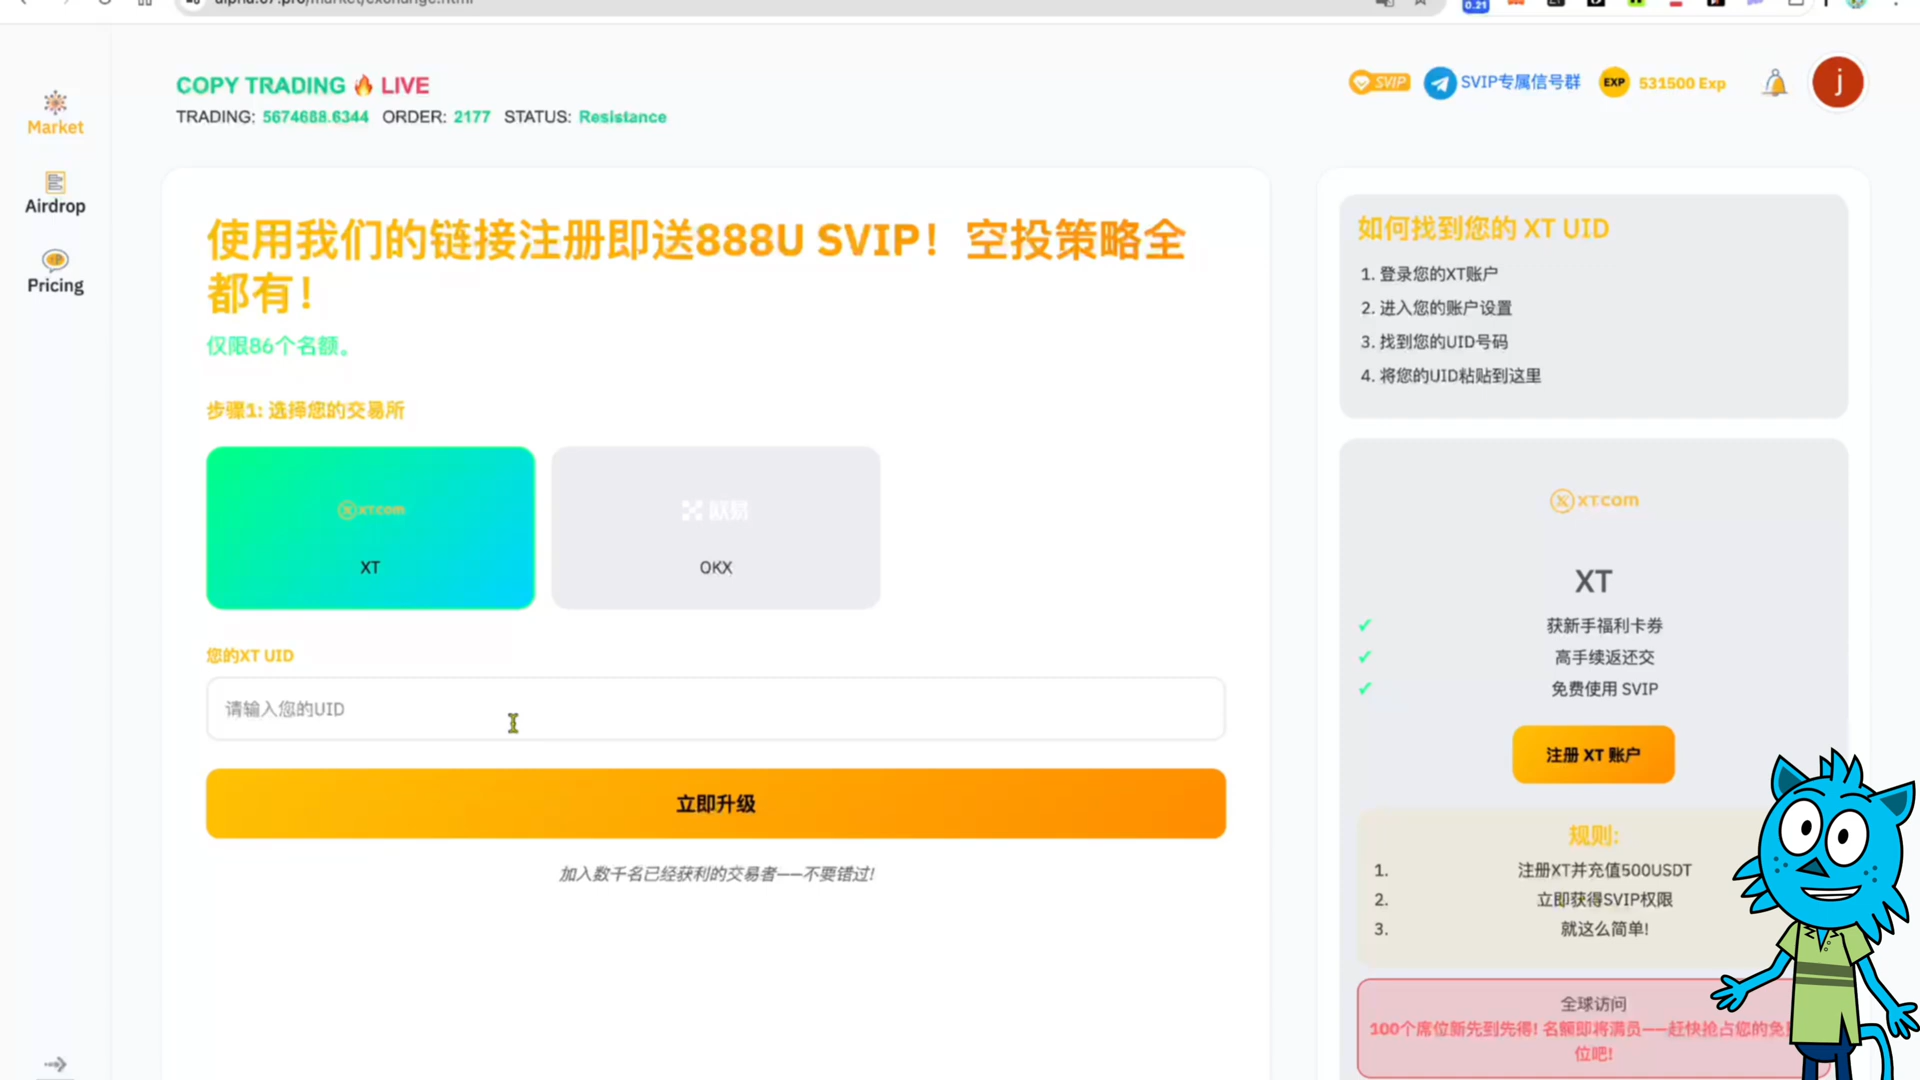 COPY TRADING 🔥 LIVE
TRADING: 5674688.6344 ORDER: 2177 STATUS: Resistance
SVIP
SVIP专属信号群
EXP
531500 Exp
j
0.21
Market
Airdrop
Pricing
使用我们的链接注册即送888U SVIP！空投策略全
都有！
仅限86个名额。
步骤1: 选择您的交易所
XT.com
XT
欧易
OKX
您的XT UID
请输入您的UID
立即升级
加入数千名已经获利的交易者——不要错过!
如何找到您的 XT UID
1. 登录您的XT账户
2. 进入您的账户设置
3. 找到您的UID号码
4. 将您的UID粘贴到这里
XT.com
XT
✓ 获新手福利卡券
✓ 高手续返还交
✓ 免费使用 SVIP
注册 XT 账户
规则:
1. 注册XT并充值500USDT
2. 立即获得SVIP权限
3. 就这么简单!
全球访问
100个席位新先到先得! 名额即将满员——赶快抢占您的免
位吧!